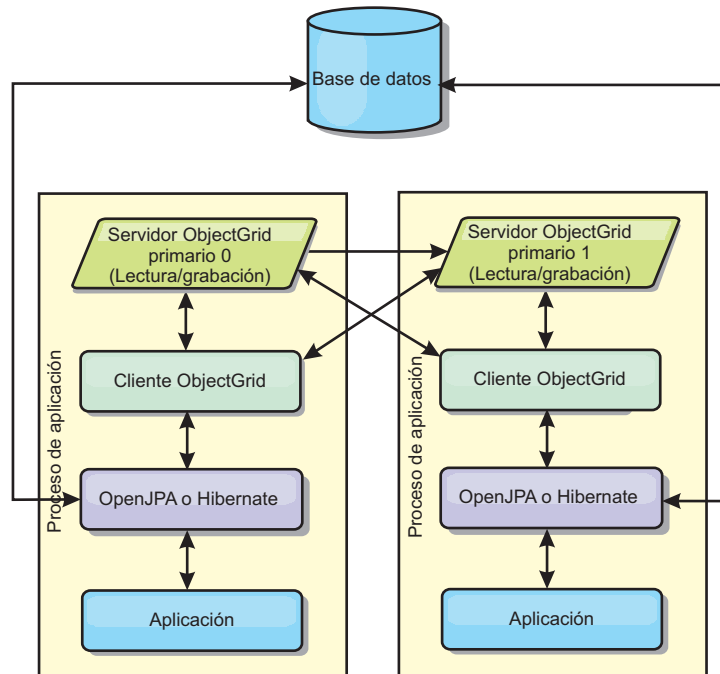 Base de datos
Servidor ObjectGrid
primario 0
(Lectura/grabación)
Cliente ObjectGrid
OpenJPA o Hibernate
Aplicación
Proceso de aplicación
Servidor ObjectGrid
primario 1
(Lectura/grabación)
Cliente ObjectGrid
OpenJPA o Hibernate
Aplicación
Proceso de aplicación